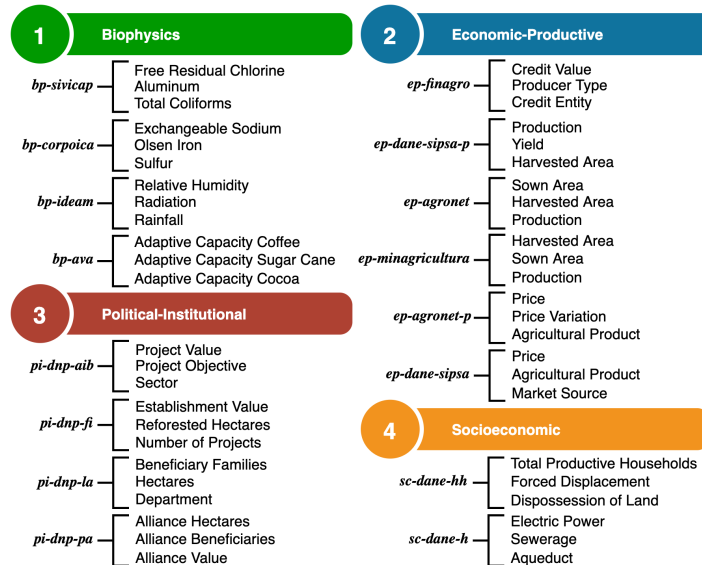 1
Biophysics
bp-sivicap
Free Residual Chlorine
Aluminum
Total Coliforms
bp-corpoica
Exchangeable Sodium
Olsen Iron
Sulfur
bp-ideam
Relative Humidity
Radiation
Rainfall
bp-ava
Adaptive Capacity Coffee
Adaptive Capacity Sugar Cane
Adaptive Capacity Cocoa
3
Political-Institutional
pi-dnp-aib
Project Value
Project Objective
Sector
pi-dnp-fi
Establishment Value
Reforested Hectares
Number of Projects
pi-dnp-la
Beneficiary Families
Hectares
Department
pi-dnp-pa
Alliance Hectares
Alliance Beneficiaries
Alliance Value
2
Economic-Productive
ep-finagro
Credit Value
Producer Type
Credit Entity
ep-dane-sipsa-p
Production
Yield
Harvested Area
ep-agronet
Sown Area
Harvested Area
Production
ep-minagricultura
Harvested Area
Sown Area
Production
ep-agronet-p
Price
Price Variation
Agricultural Product
ep-dane-sipsa
Price
Agricultural Product
Market Source
4
Socioeconomic
sc-dane-hh
Total Productive Households
Forced Displacement
Dispossession of Land
sc-dane-h
Electric Power
Sewerage
Aqueduct